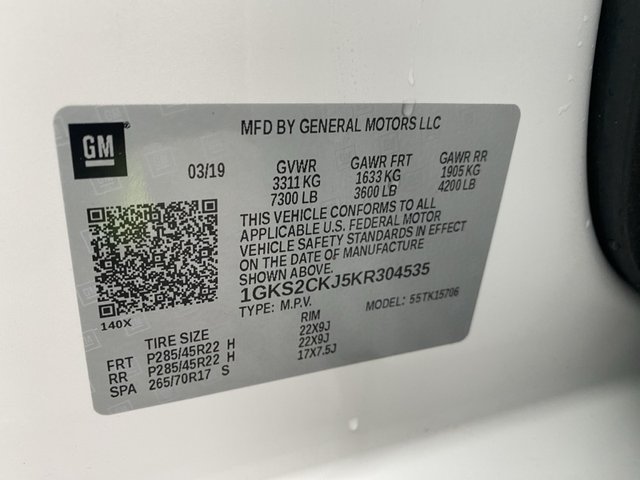 MFD BY GENERAL MOTORS LLC
GM
03/19 GVWR GAWR FRT GAWR RR
3311 KG 1633 KG 1905 KG
7300 LB 3600 LB 4200 LB
THIS VEHICLE CONFORMS TO ALL
APPLICABLE U.S. FEDERAL MOTOR
VEHICLE SAFETY STANDARDS IN EFFECT
ON THE DATE OF MANUFACTURE
SHOWN ABOVE.
1GKS2CKJ5KR304535
TYPE: M.P.V. MODEL: 55TK15706
140X
TIRE SIZE RIM
FRT P285/45R22 H 22X9J
RR P285/45R22 H 22X9J
SPA 265/70R17 S 17X7.5J